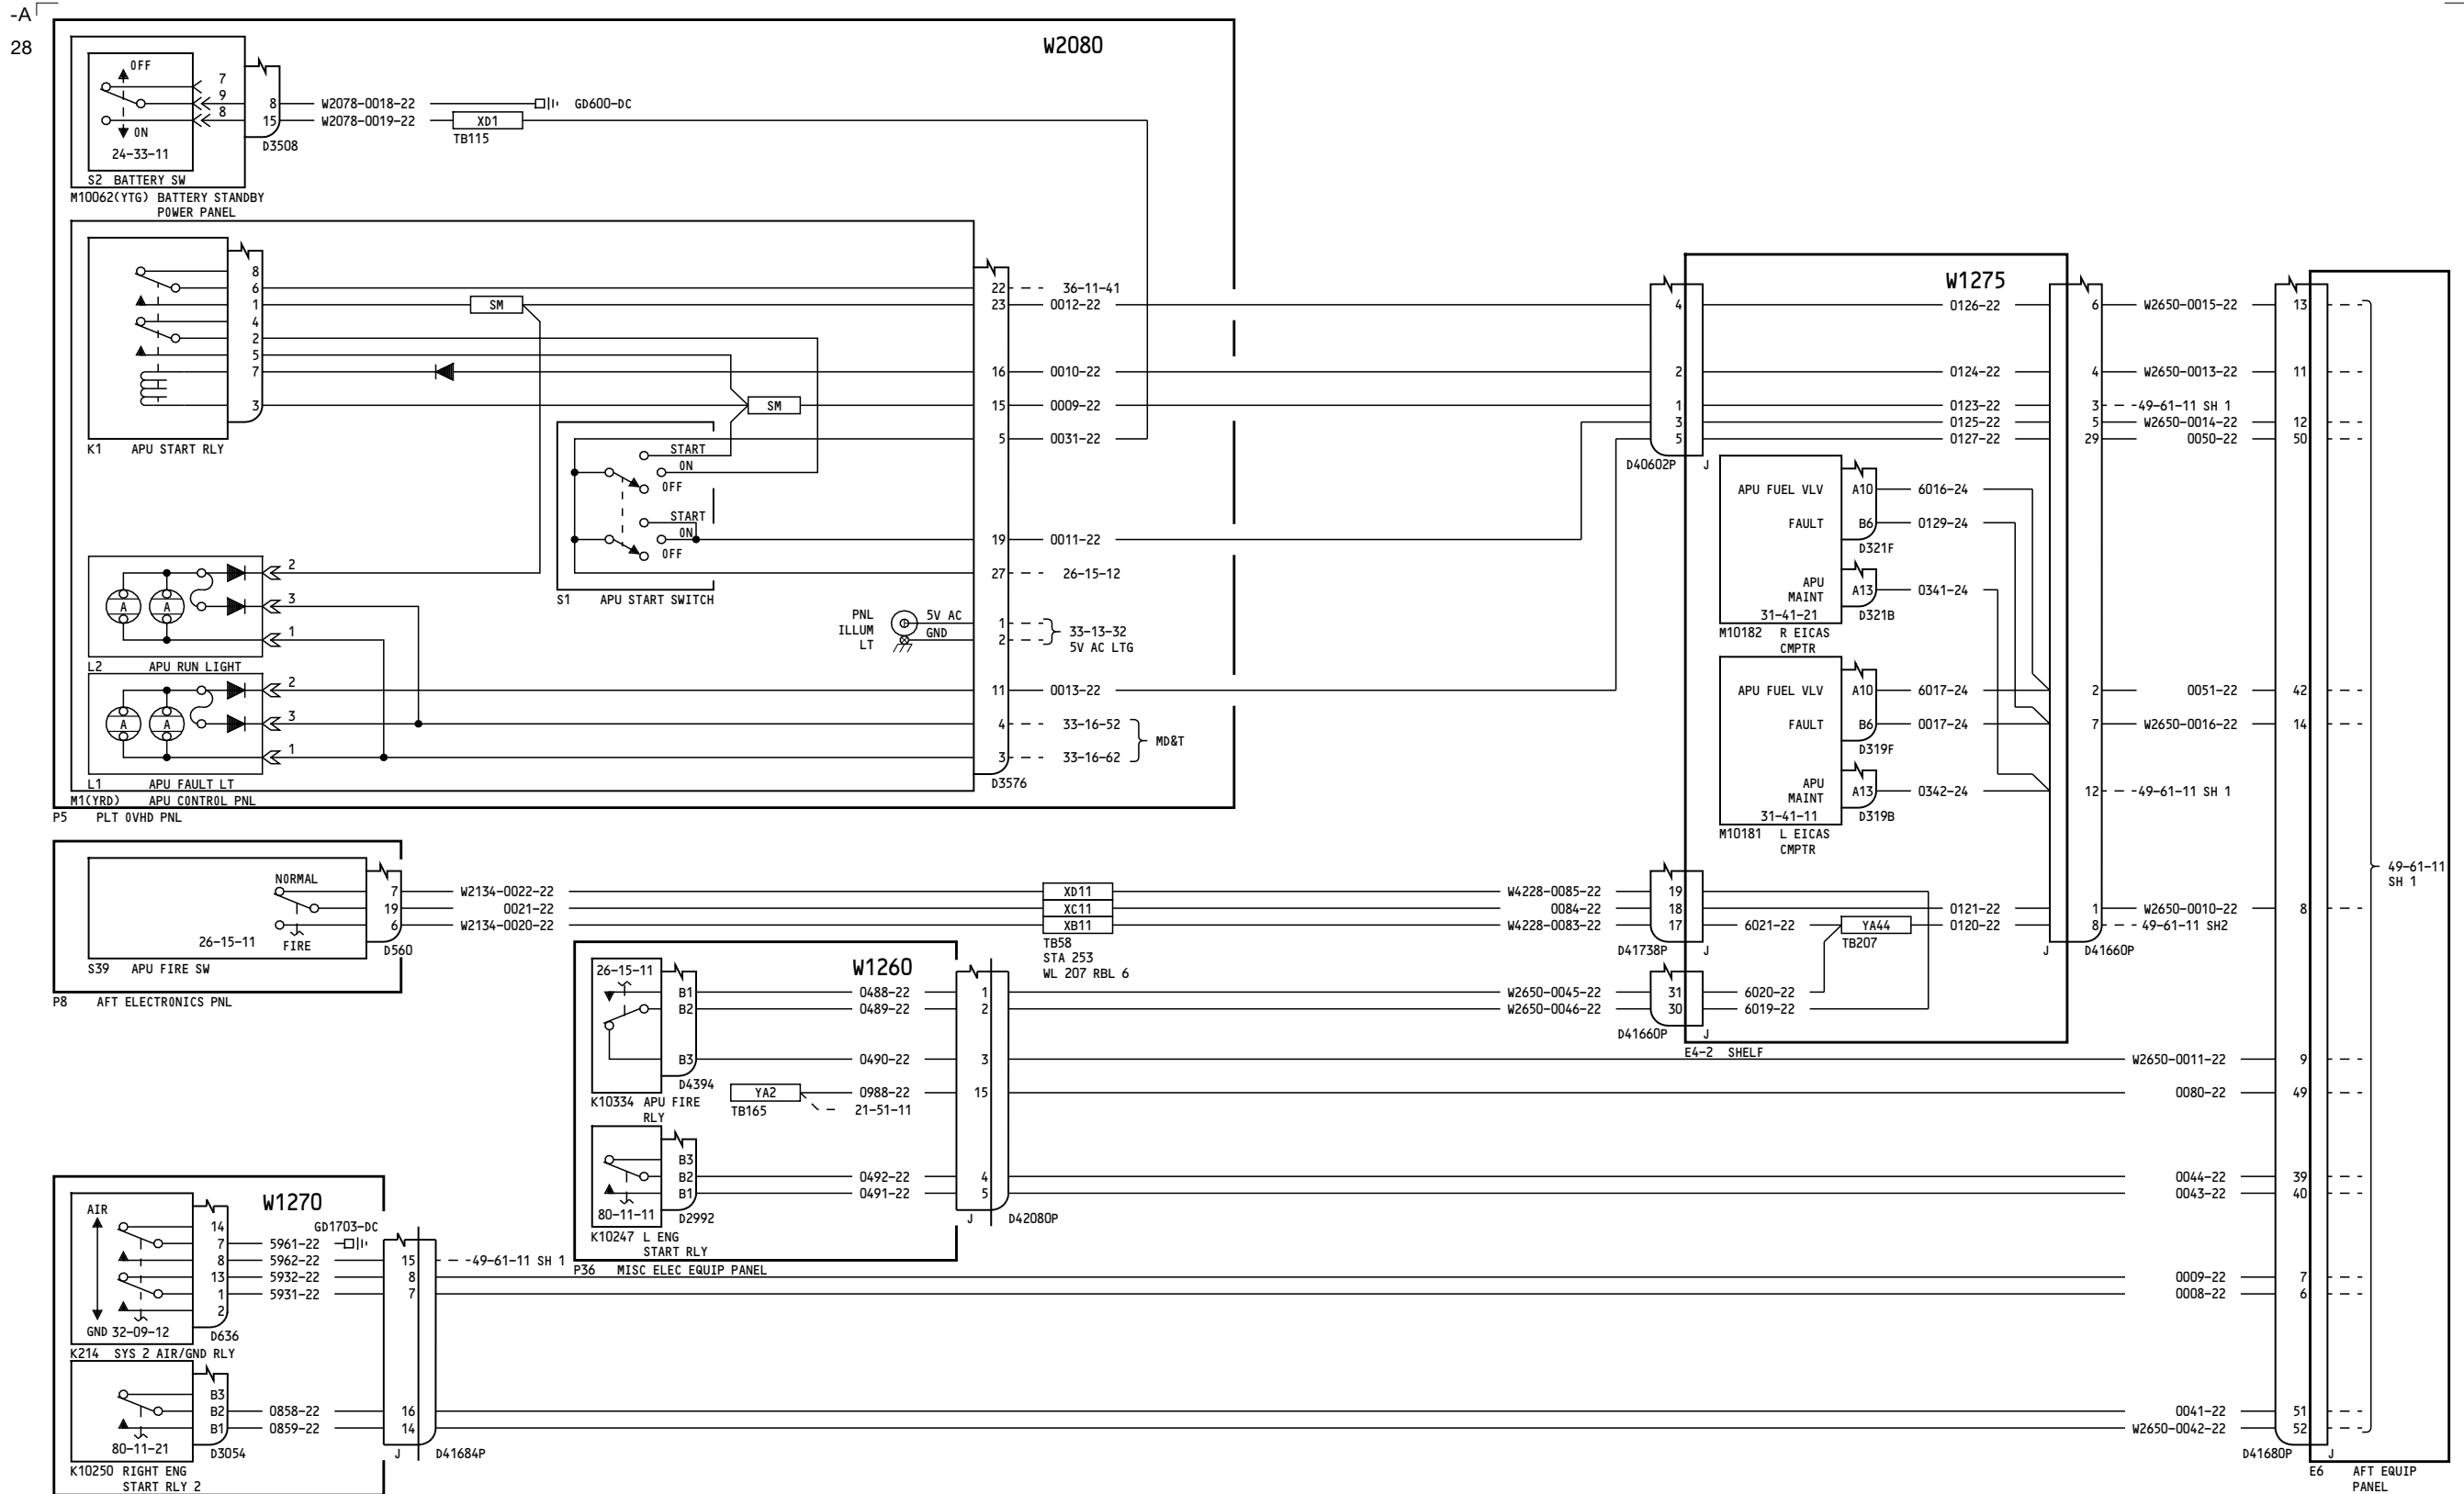 -A
28
W2080
OFF
7
9
8
ON
24-33-11
S2 BATTERY SW
M10062(YTG) BATTERY STANDBY
POWER PANEL
8 W2078-0018-22 GD600-DC
15 W2078-0019-22 XD1
TB115
D3508
8
6
1 SM
4
2
5
7
3 SM
K1 APU START RLY
22 36-11-41
23 0012-22
16 0010-22
15 0009-22
5 0031-22
START
ON
OFF
START
ON
OFF
19 0011-22
27 26-15-12
S1 APU START SWITCH
PNL
ILLUM
LT
5V AC
GND
1
2
33-13-32
5V AC LTG
A A
2
3
1
L2 APU RUN LIGHT
A A
2
3
1
11 0013-22
4 33-16-52
3 33-16-62
MD&T
L1 APU FAULT LT
D3576
M1(YRD) APU CONTROL PNL
P5 PLT OVHD PNL
W1275
4 0126-22 6 W2650-0015-22 13
2 0124-22 4 W2650-0013-22 11
1 0123-22 3 49-61-11 SH 1
3 0125-22 5 W2650-0014-22 12
5 0127-22 29 0050-22 50
D40602P J
APU FUEL VLV A10 6016-24
FAULT B6 0129-24
D321F
APU
MAINT
A13 0341-24
31-41-21 D321B
M10182 R EICAS
CMPTR
APU FUEL VLV A10 6017-24 2 0051-22 42
FAULT B6 0017-24 7 W2650-0016-22 14
D319F
APU
MAINT
A13 0342-24 12 -49-61-11 SH 1
31-41-11 D319B
M10181 L EICAS
CMPTR
49-61-11
SH 1
NORMAL
7 W2134-0022-22 XD11 W4228-0085-22 19
19 0021-22 XC11 0084-22 18 0121-22 1 W2650-0010-22 8
6 W2134-0020-22 XB11 W4228-0083-22 17 6021-22 YA44 0120-22 8 49-61-11 SH2
26-15-11 FIRE
D560
TB58
STA 253
WL 207 RBL 6
D41738P J
TB207
J D41660P
S39 APU FIRE SW
P8 AFT ELECTRONICS PNL
W1260
26-15-11
B1 0488-22 1 W2650-0045-22 31 6020-22
B2 0489-22 2 W2650-0046-22 30 6019-22
D41660P J
E4-2 SHELF
B3 0490-22 3 W2650-0011-22 9
D4394
K10334 APU FIRE
RLY
YA2 0988-22 15 0080-22 49
TB165 21-51-11
B3
B2 0492-22 4 0044-22 39
B1 0491-22 5 0043-22 40
80-11-11 D2992
J D42080P
K10247 L ENG
START RLY
P36 MISC ELEC EQUIP PANEL
W1270
AIR
14 GD1703-DC
7 5961-22
8 5962-22 15 -49-61-11 SH 1
13 5932-22 8 0009-22 7
1 5931-22 7 0008-22 6
2
GND 32-09-12
D636
K214 SYS 2 AIR/GND RLY
B3
B2 0858-22 16 0041-22 51
B1 0859-22 14 W2650-0042-22 52
80-11-21 D3054
J D41684P
D41680P J
K10250 RIGHT ENG
START RLY 2
E6 AFT EQUIP
PANEL